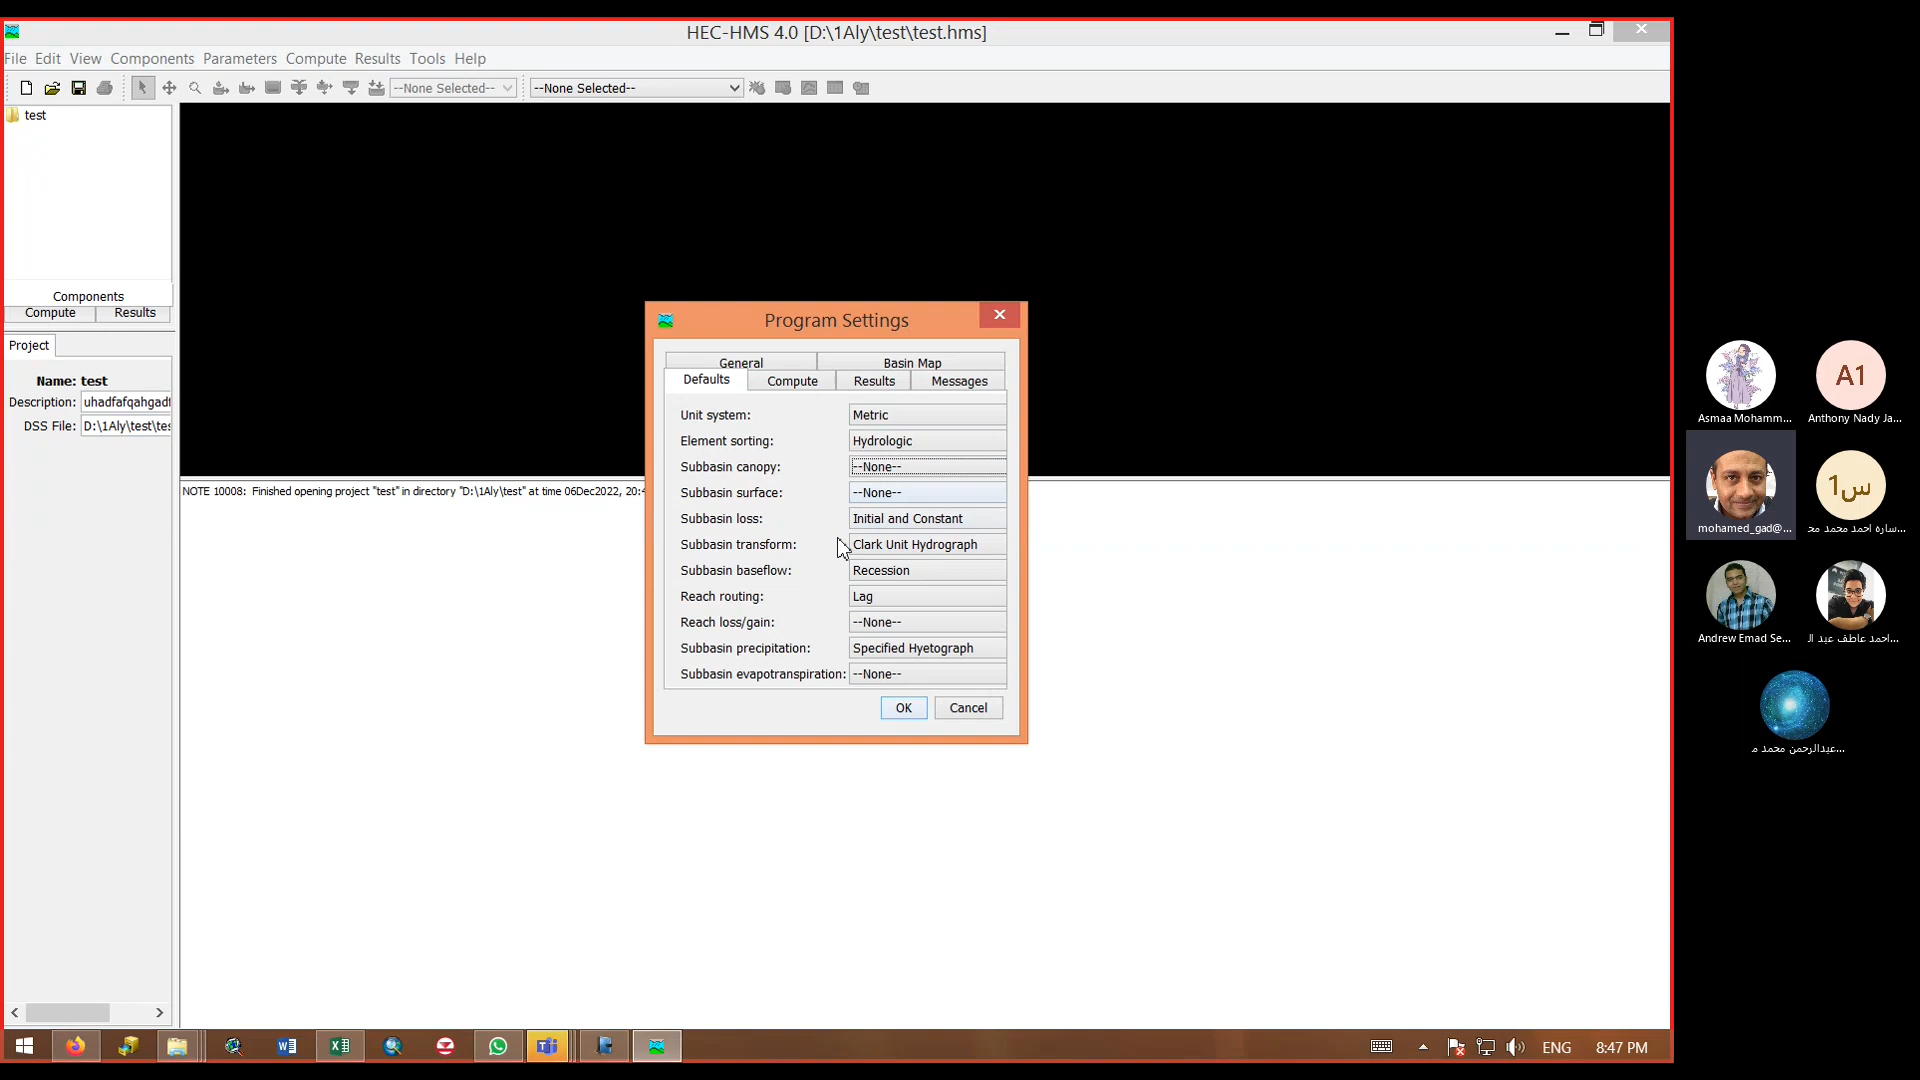 HEC-HMS 4.0 [D:\1Aly\test\test.hms]
File Edit View Components Parameters Compute Results Tools Help
--None Selected-- --None Selected--
test
Components
Compute Results
Project
Name: test
Description: uhadfafqahgadf
DSS File: D:\1Aly\test\tes
NOTE 10008: Finished opening project "test" in directory "D:\1Aly\test" at time 06Dec2022, 20:4
Program Settings
General Basin Map
Defaults Compute Results Messages
Unit system: Metric
Element sorting: Hydrologic
Subbasin canopy: --None--
Subbasin surface: --None--
Subbasin loss: Initial and Constant
Subbasin transform: Clark Unit Hydrograph
Subbasin baseflow: Recession
Reach routing: Lag
Reach loss/gain: --None--
Subbasin precipitation: Specified Hyetograph
Subbasin evapotranspiration: --None--
OK Cancel
A1
Asmaa Mohamm... Anthony Nady Ja...
س1
mohamed_gad@... ساره احمد محمد مح...
Andrew Emad Se... احمد عاطف عبد ال...
عبدالرحمن محمد م...
ENG 8:47 PM